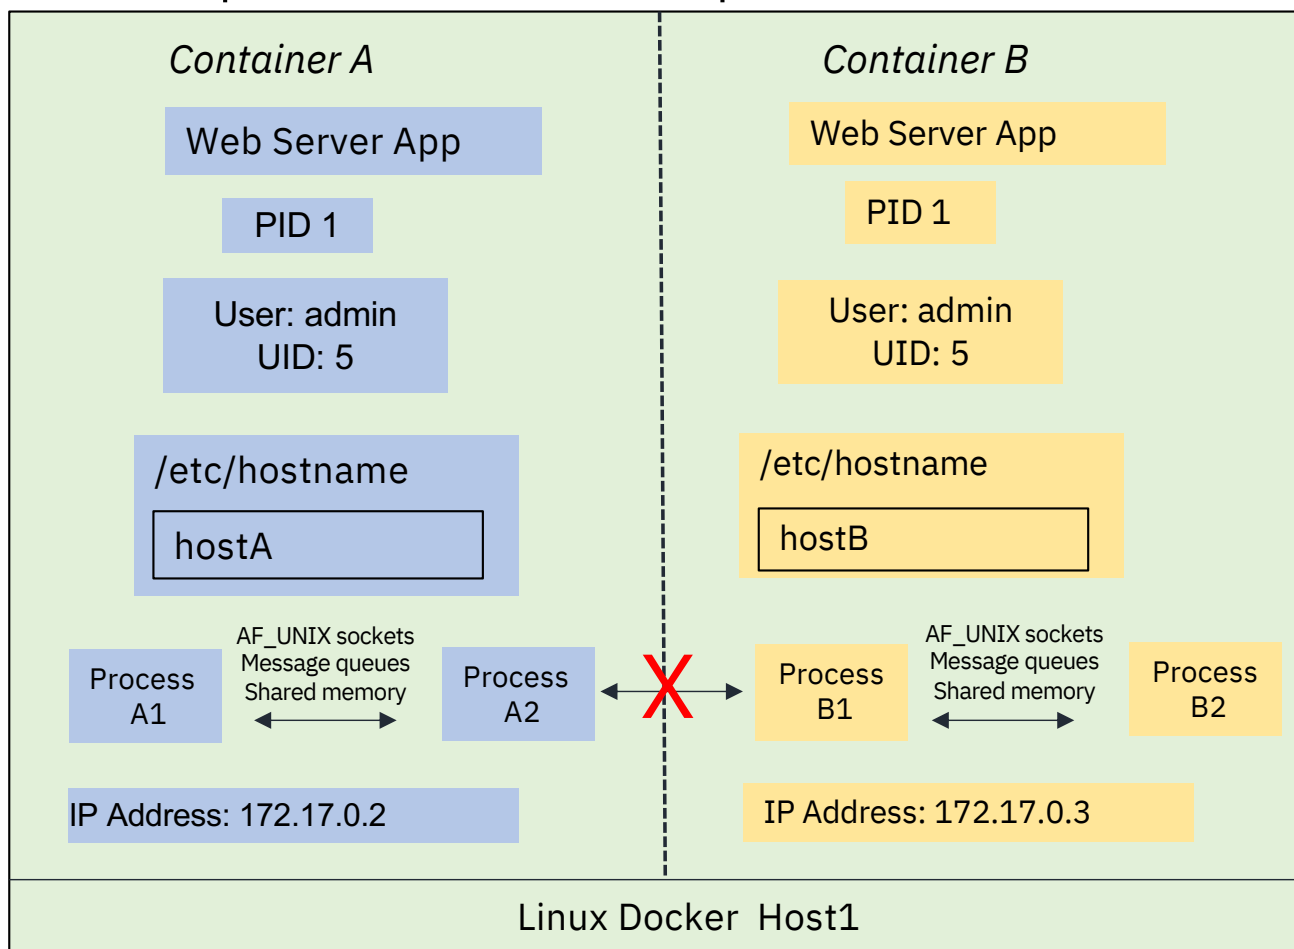 Container A
Web Server App
PID 1
User: admin
UID: 5
/etc/hostname
hostA
AF_UNIX sockets
Message queues
Shared memory
Process
A1
Process
A2
IP Address: 172.17.0.2
X
Container B
Web Server App
PID 1
User: admin
UID: 5
/etc/hostname
hostB
AF_UNIX sockets
Message queues
Shared memory
Process
B1
Process
B2
IP Address: 172.17.0.3
Linux Docker Host1